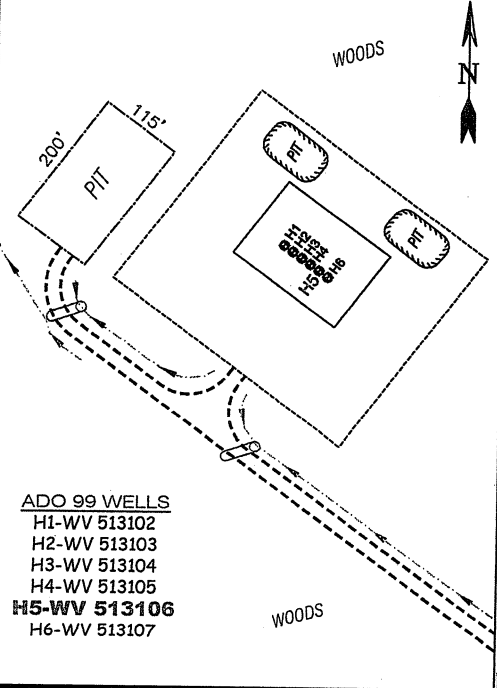 WOODS
N
115'
200'
PIT
PIT
PIT
H1
H2
H3
H4
H5
H6
ADO 99 WELLS
H1-WV 513102
H2-WV 513103
H3-WV 513104
H4-WV 513105
H5-WV 513106
H6-WV 513107
WOODS